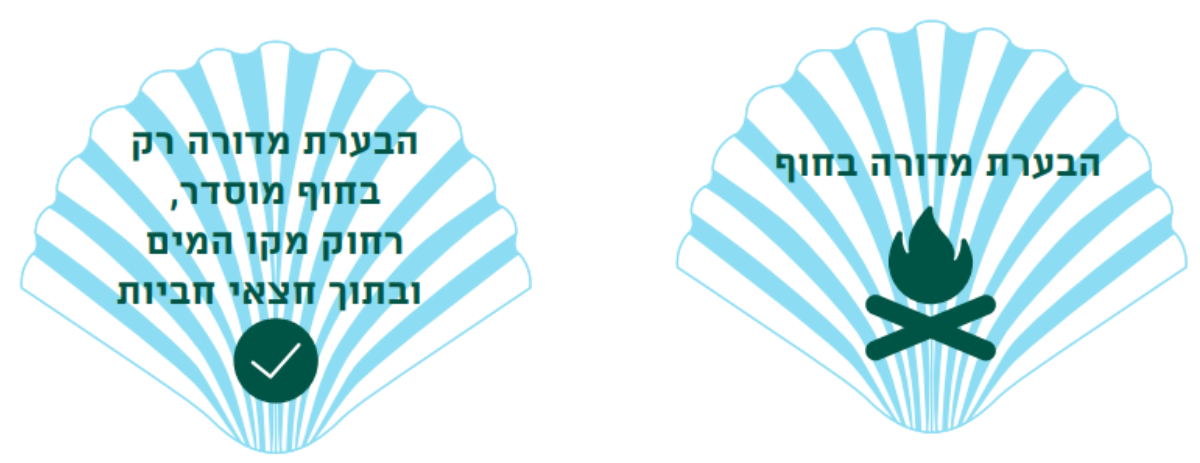 הבערת מדורה בחוף
הבערת מדורה רק
בחוף מוסדר,
רחוק מקו המים
ובתוך חצאי חביות